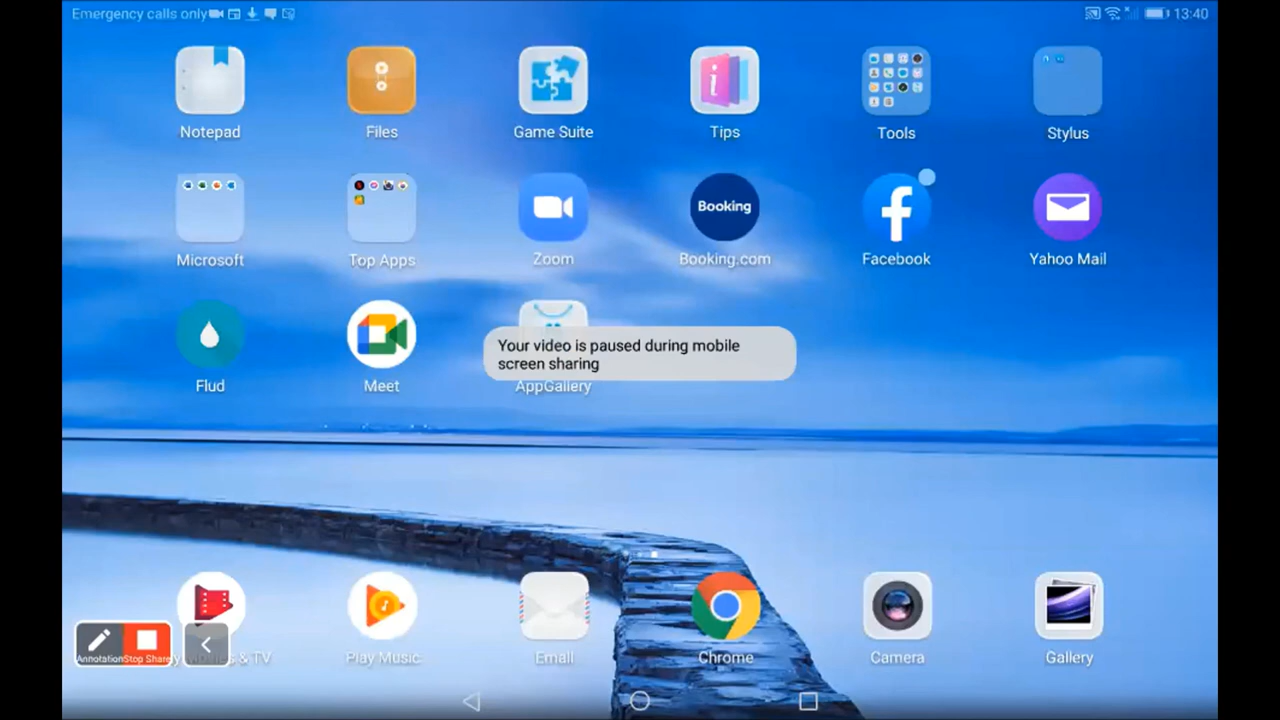 Emergency calls only
13:40
Notepad
Files
Game Suite
Tips
Tools
Stylus
Microsoft
Top Apps
Zoom
Booking
Booking.com
Facebook
Yahoo Mail
Flud
Meet
Your video is paused during mobile
screen sharing
AppGallery
Annotation
Stop Share
& TV
Play Music
Email
Chrome
Camera
Gallery